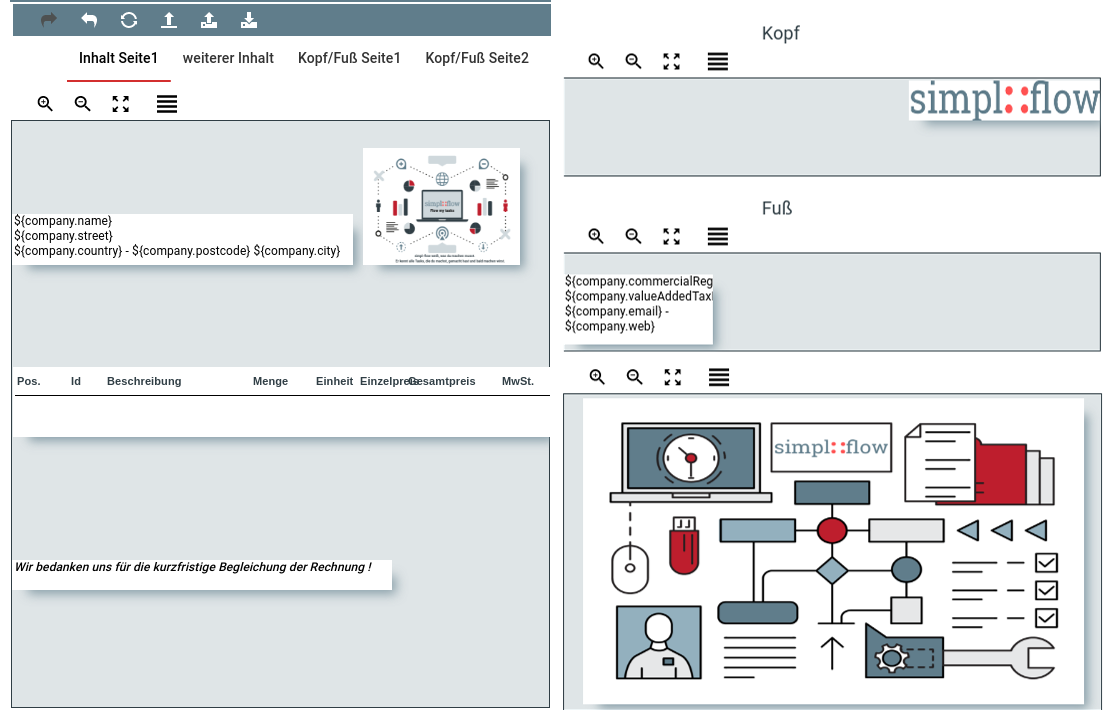 Inhalt Seite1 weiterer Inhalt Kopf/Fuß Seite1 Kopf/Fuß Seite2
${company.name}
${company.street}
${company.country} - ${company.postcode} ${company.city}
simpl::flow
Flow my tasks
Pos. Id Beschreibung Menge Einheit Einzelpreis Gesamtpreis MwSt.
Wir bedanken uns für die kurzfristige Begleichung der Rechnung !
Kopf
simpl::flow
Fuß
${company.commercialReg
${company.valueAddedTax
${company.email} -
${company.web}
simpl::flow